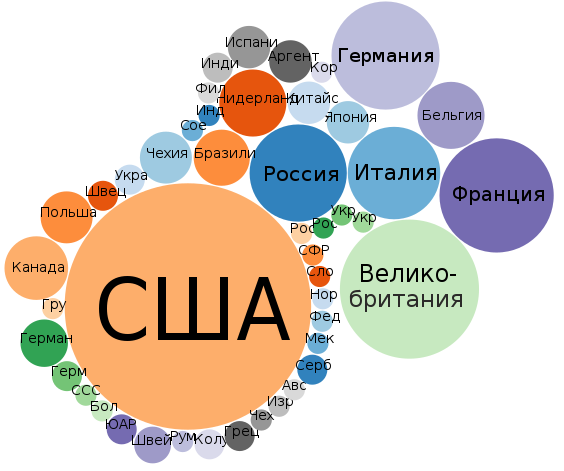 Испани
Германия
Аргент
Инди
Кор
Фил
Нидерланд
Китайс
Инд
Япония
Бельгия
Сое
Чехия
Бразили
Россия
Италия
Франция
Укра
Швец
Польша
Укр
Укр
Рос
Рос
СФР
Канада
Сло
Велико-
британия
Нор
Гру
США
Фед
Герман
Мек
Серб
Герм
Авс
ССС
Изр
Бол
Чех
ЮАР
Грец
Швей
Рум
Колу